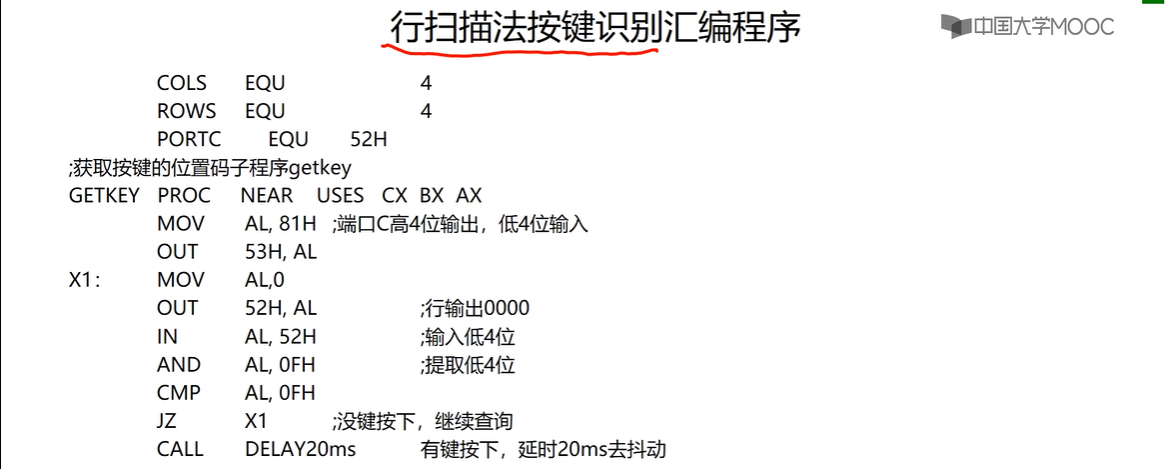 行扫描法按键识别汇编程序
中国大学MOOC
COLS EQU 4
ROWS EQU 4
PORTC EQU 52H
;获取按键的位置码子程序getkey
GETKEY PROC NEAR USES CX BX AX
MOV AL, 81H ;端口C高4位输出，低4位输入
OUT 53H, AL
X1: MOV AL,0
OUT 52H, AL ;行输出0000
IN AL, 52H ;输入低4位
AND AL, 0FH ;提取低4位
CMP AL, 0FH
JZ X1 ;没键按下，继续查询
CALL DELAY20ms 有键按下，延时20ms去抖动